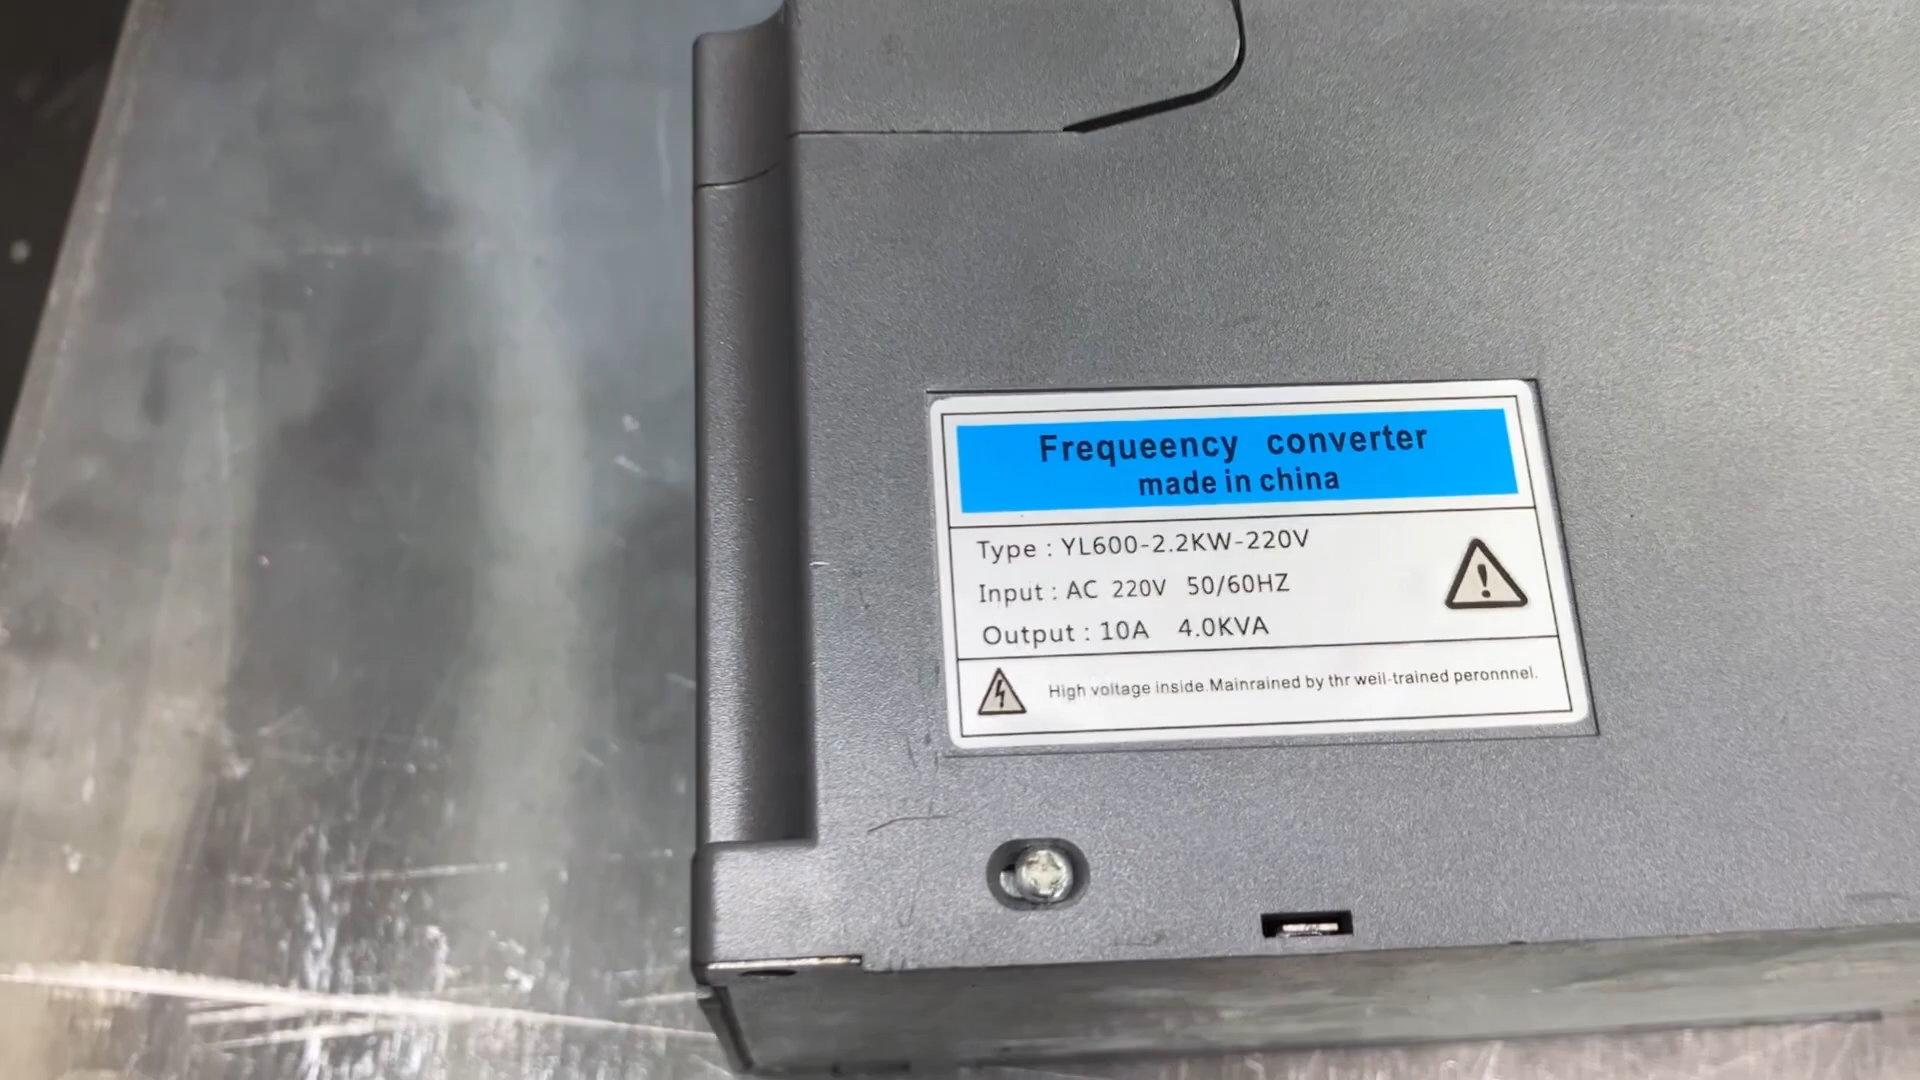 Frequeency converter
made in china
Type : YL600-2.2KW-220V
Input : AC 220V 50/60HZ
Output : 10A 4.0KVA
High voltage inside.Mainrained by thr weil-trained peronnnel.